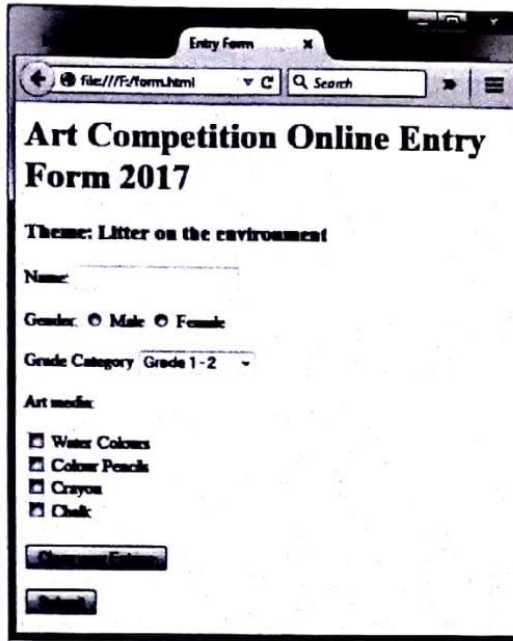 Entry Form
file:///F:/form.html
Search
Art Competition Online Entry
Form 2017
Theme: Litter on the environment
Name:
Gender: Male Female
Grade Category Grade 1 - 2
Art media:
Water Colours
Colour Pencils
Crayon
Chalk
Submit